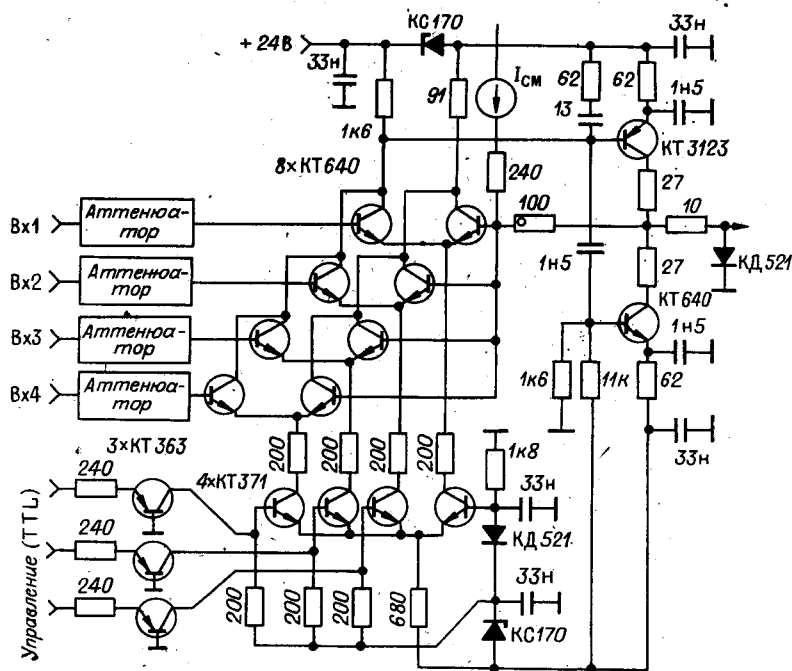 КС170
33н
+24В
33н
Iсм
62
62
1н5
91
13
1к6
КТ3123
8×КТ640
240
27
100
10
Вх1
Аттенюа-
тор
1н5
КД521
Вх2
Аттенюа-
тор
27
КТ640
Вх3
Аттенюа-
тор
1н5
Вх4
Аттенюа-
тор
1к6
11к
62
3×КТ363
200
200
200
200
1к8
33н
240
4×КТ371
33н
240
КД521
240
33н
200
200
200
680
КС170
Управление (TTL)